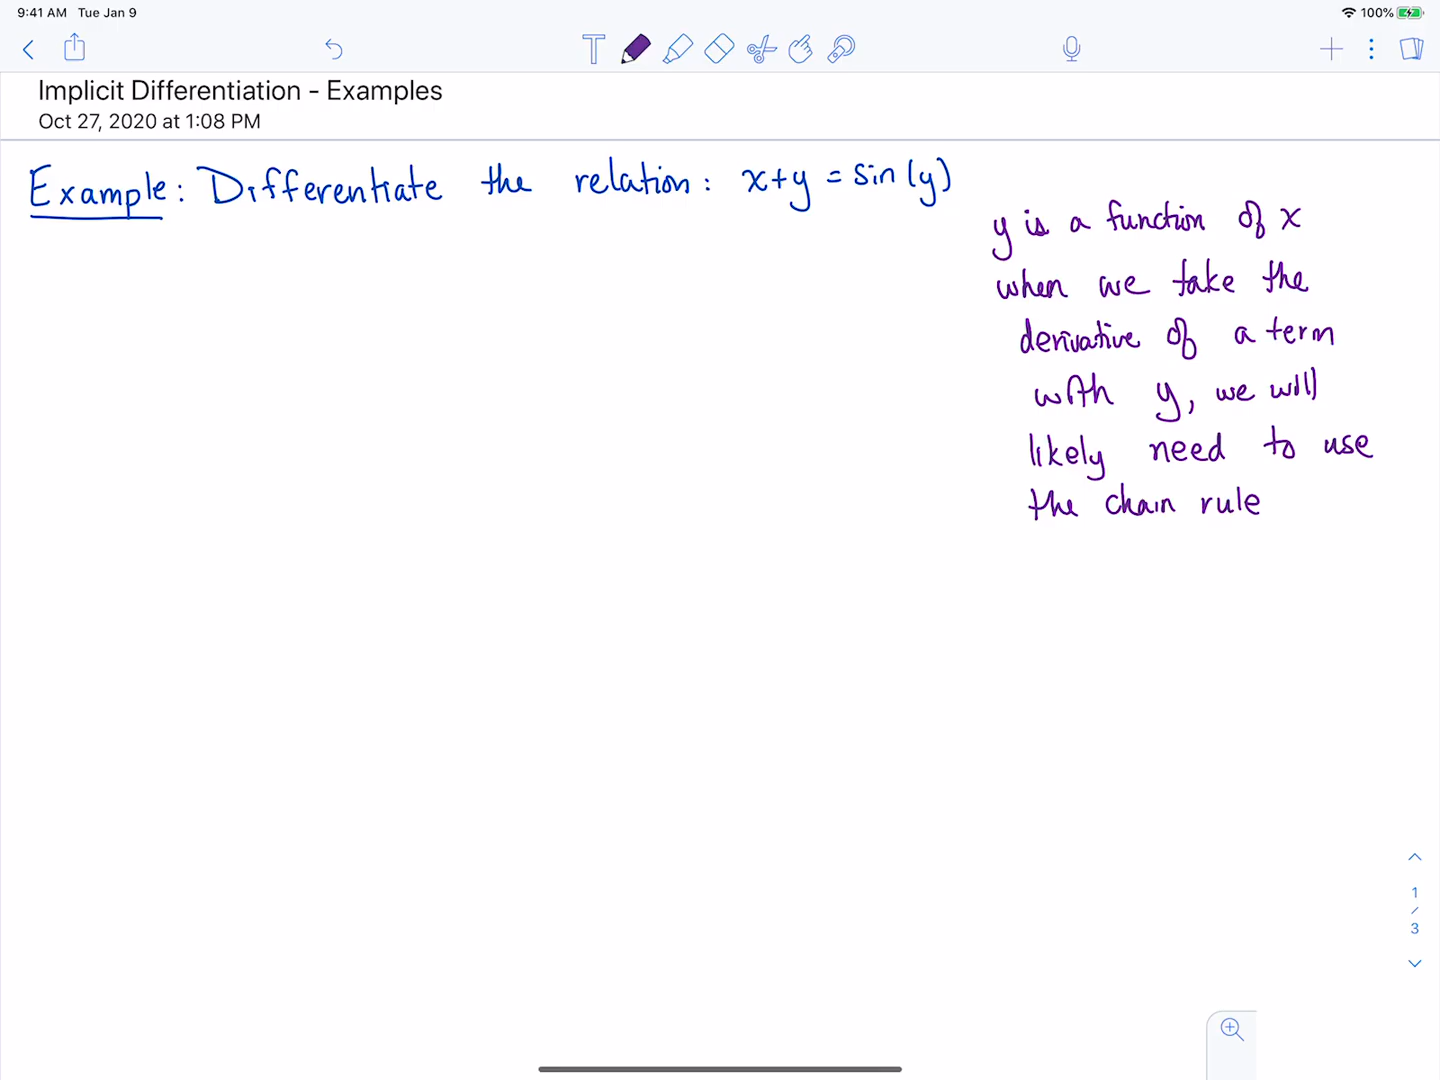 9:41 AM Tue Jan 9
100%
Implicit Differentiation - Examples
Oct 27, 2020 at 1:08 PM
Example: Differentiate the relation: x+y = sin(y)
y is a function of x
when we take the
derivative of a term
with y, we will
likely need to use
the chain rule
1
/
3